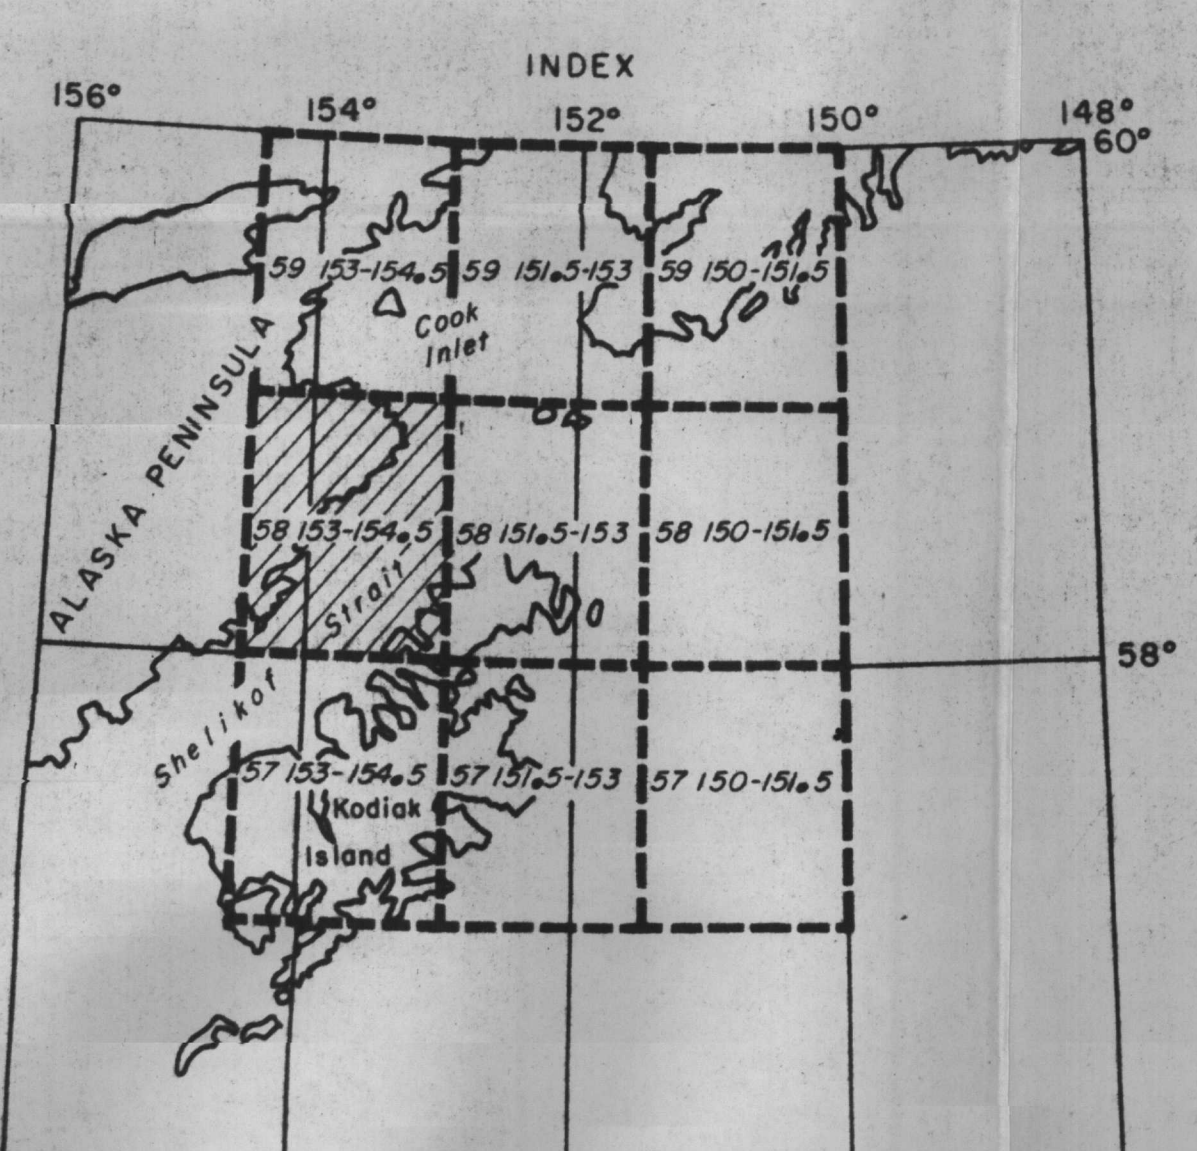 INDEX
156°
154°
152°
150°
148°
60°
59 153-154.5
59 151.5-153
59 150-151.5
Cook
Inlet
ALASKA PENINSULA
58 153-154.5
58 151.5-153
58 150-151.5
Shelikof Strait
58°
57 153-154.5
57 151.5-153
57 150-151.5
Kodiak
Island